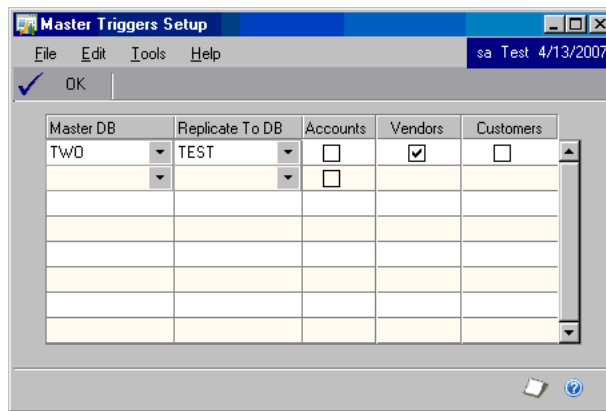 Master Triggers Setup
File Edit Tools Help sa Test 4/13/2007
OK
Master DB Replicate To DB Accounts Vendors Customers
TWO TEST